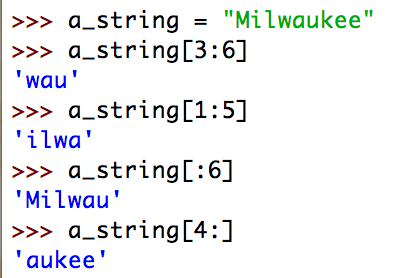 >>> a_string = "Milwaukee"
>>> a_string[3:6]
'wau'
>>> a_string[1:5]
'ilwa'
>>> a_string[:6]
'Milwau'
>>> a_string[4:]
'aukee'